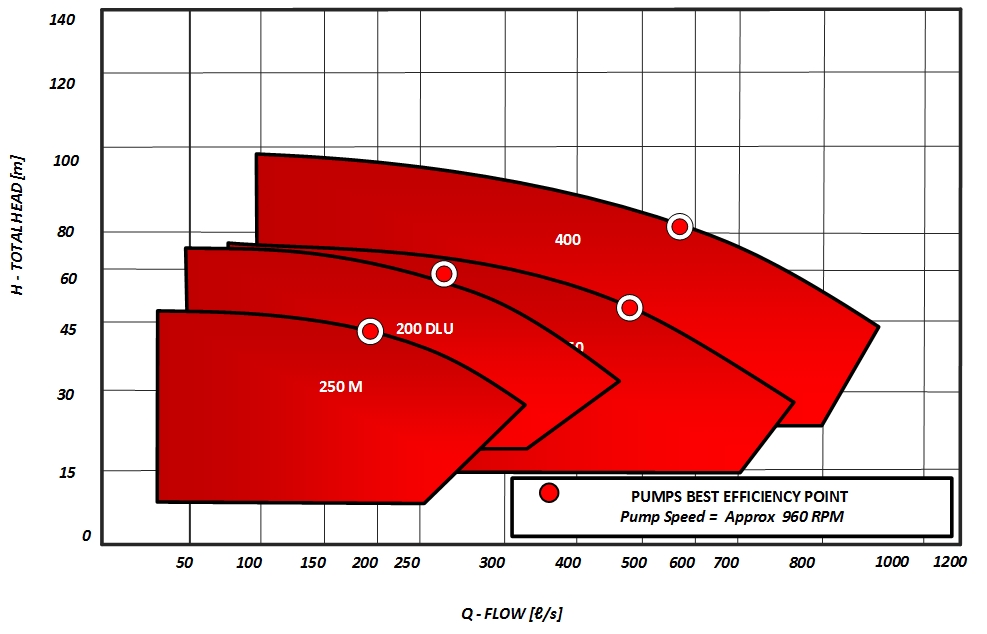 140
120
100
80
60
45
30
15
0
H - TOTAL HEAD [m]
400
200 DLU
250 M
PUMPS BEST EFFICIENCY POINT
Pump Speed = Approx 960 RPM
50 100 150 200 250 300 400 500 600 700 800 1000 1200
Q - FLOW [ℓ/s]